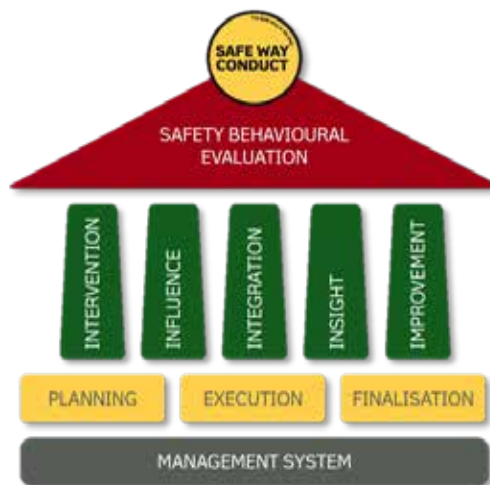 SAFE WAY
CONDUCT
SAFETY BEHAVIOURAL
EVALUATION
INTERVENTION
INFLUENCE
INTEGRATION
INSIGHT
IMPROVEMENT
PLANNING
EXECUTION
FINALISATION
MANAGEMENT SYSTEM